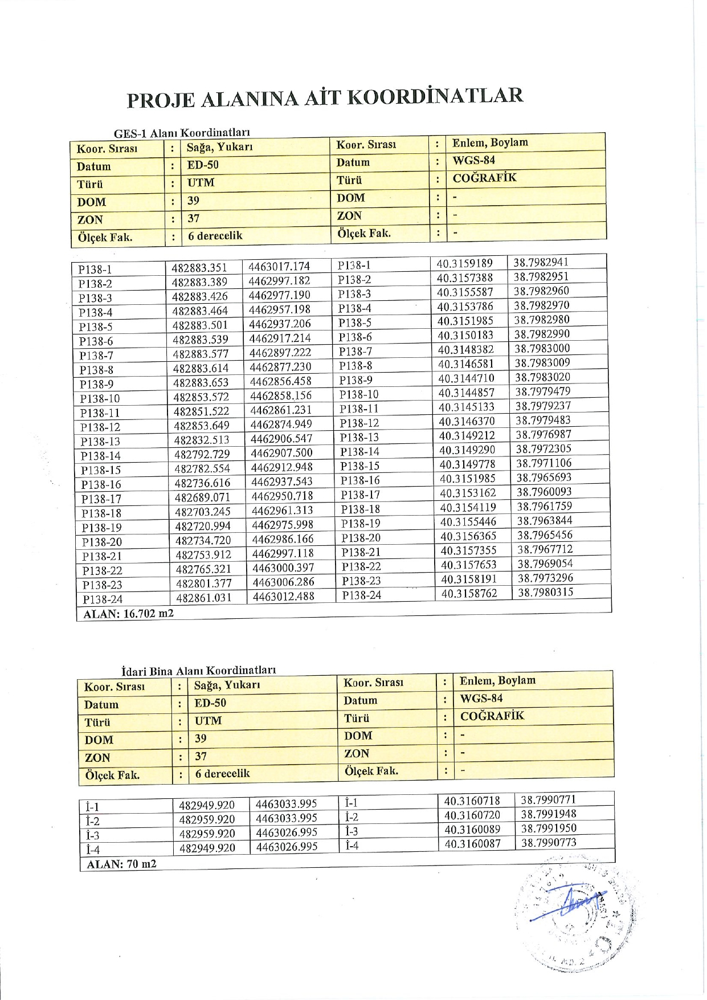 PROJE ALANINA AİT KOORDİNATLAR
GES-1 Alanı Koordinatları
Koor. Sırası : Sağa, Yukarı Koor. Sırası : Enlem, Boylam
Datum : ED-50 Datum : WGS-84
Türü : UTM Türü : COĞRAFİK
DOM : 39 DOM : -
ZON : 37 ZON : -
Ölçek Fak. : 6 derecelik Ölçek Fak. : -
P138-1 482883.351 4463017.174 P138-1 40.3159189 38.7982941
P138-2 482883.389 4462997.182 P138-2 40.3157388 38.7982951
P138-3 482883.426 4462977.190 P138-3 40.3155587 38.7982960
P138-4 482883.464 4462957.198 P138-4 40.3153786 38.7982970
P138-5 482883.501 4462937.206 P138-5 40.3151985 38.7982980
P138-6 482883.539 4462917.214 P138-6 40.3150183 38.7982990
P138-7 482883.577 4462897.222 P138-7 40.3148382 38.7983000
P138-8 482883.614 4462877.230 P138-8 40.3146581 38.7983009
P138-9 482883.653 4462856.458 P138-9 40.3144710 38.7983020
P138-10 482853.572 4462858.156 P138-10 40.3144857 38.7979479
P138-11 482851.522 4462861.231 P138-11 40.3145133 38.7979237
P138-12 482853.649 4462874.949 P138-12 40.3146370 38.7979483
P138-13 482832.513 4462906.547 P138-13 40.3149212 38.7976987
P138-14 482792.729 4462907.500 P138-14 40.3149290 38.7972305
P138-15 482782.554 4462912.948 P138-15 40.3149778 38.7971106
P138-16 482736.616 4462937.543 P138-16 40.3151985 38.7965693
P138-17 482689.071 4462950.718 P138-17 40.3153162 38.7960093
P138-18 482703.245 4462961.313 P138-18 40.3154119 38.7961759
P138-19 482720.994 4462975.998 P138-19 40.3155446 38.7963844
P138-20 482734.720 4462986.166 P138-20 40.3156365 38.7965456
P138-21 482753.912 4462997.118 P138-21 40.3157355 38.7967712
P138-22 482765.321 4463000.397 P138-22 40.3157653 38.7969054
P138-23 482801.377 4463006.286 P138-23 40.3158191 38.7973296
P138-24 482861.031 4463012.488 P138-24 40.3158762 38.7980315
ALAN: 16.702 m2
İdari Bina Alanı Koordinatları
Koor. Sırası : Sağa, Yukarı Koor. Sırası : Enlem, Boylam
Datum : ED-50 Datum : WGS-84
Türü : UTM Türü : COĞRAFİK
DOM : 39 DOM : -
ZON : 37 ZON : -
Ölçek Fak. : 6 derecelik Ölçek Fak. : -
İ-1 482949.920 4463033.995 İ-1 40.3160718 38.7990771
İ-2 482959.920 4463033.995 İ-2 40.3160720 38.7991948
İ-3 482959.920 4463026.995 İ-3 40.3160089 38.7991950
İ-4 482949.920 4463026.995 İ-4 40.3160087 38.7990773
ALAN: 70 m2